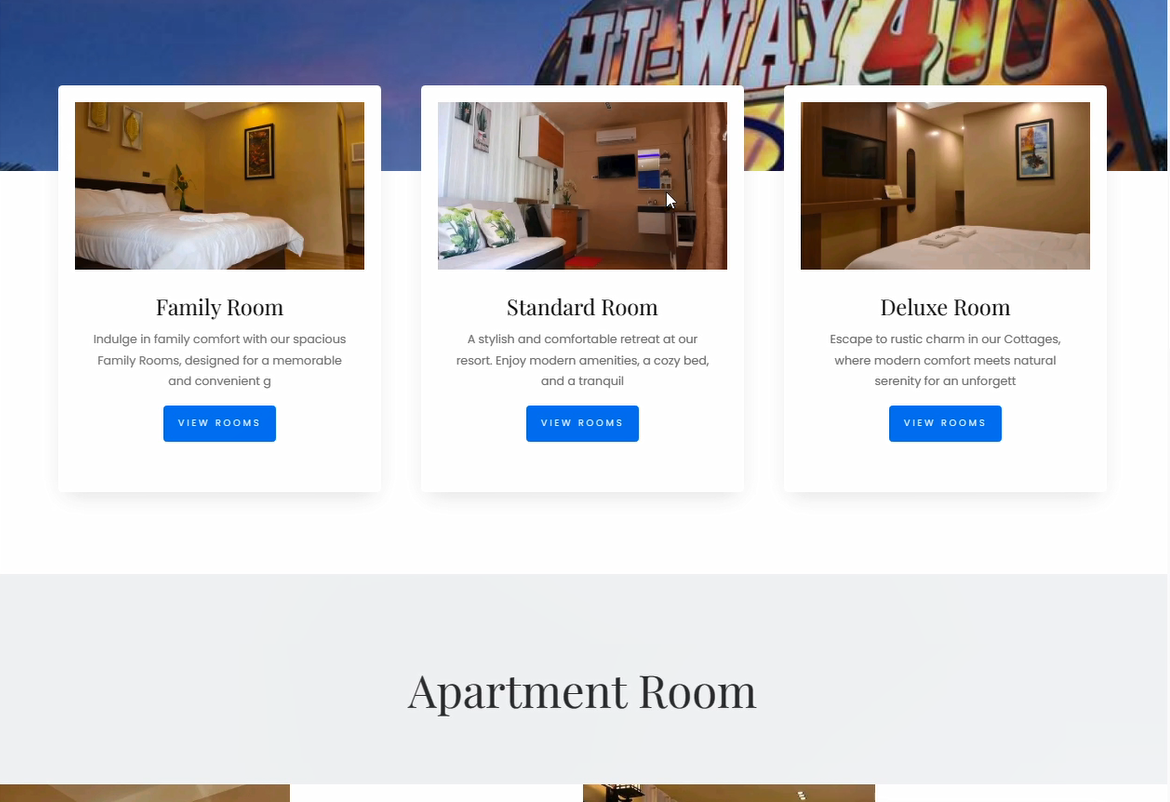 HI-WAY 4
Family Room
Indulge in family comfort with our spacious
Family Rooms, designed for a memorable
and convenient g
VIEW ROOMS
Standard Room
A stylish and comfortable retreat at our
resort. Enjoy modern amenities, a cozy bed,
and a tranquil
VIEW ROOMS
Deluxe Room
Escape to rustic charm in our Cottages,
where modern comfort meets natural
serenity for an unforgett
VIEW ROOMS
Apartment Room